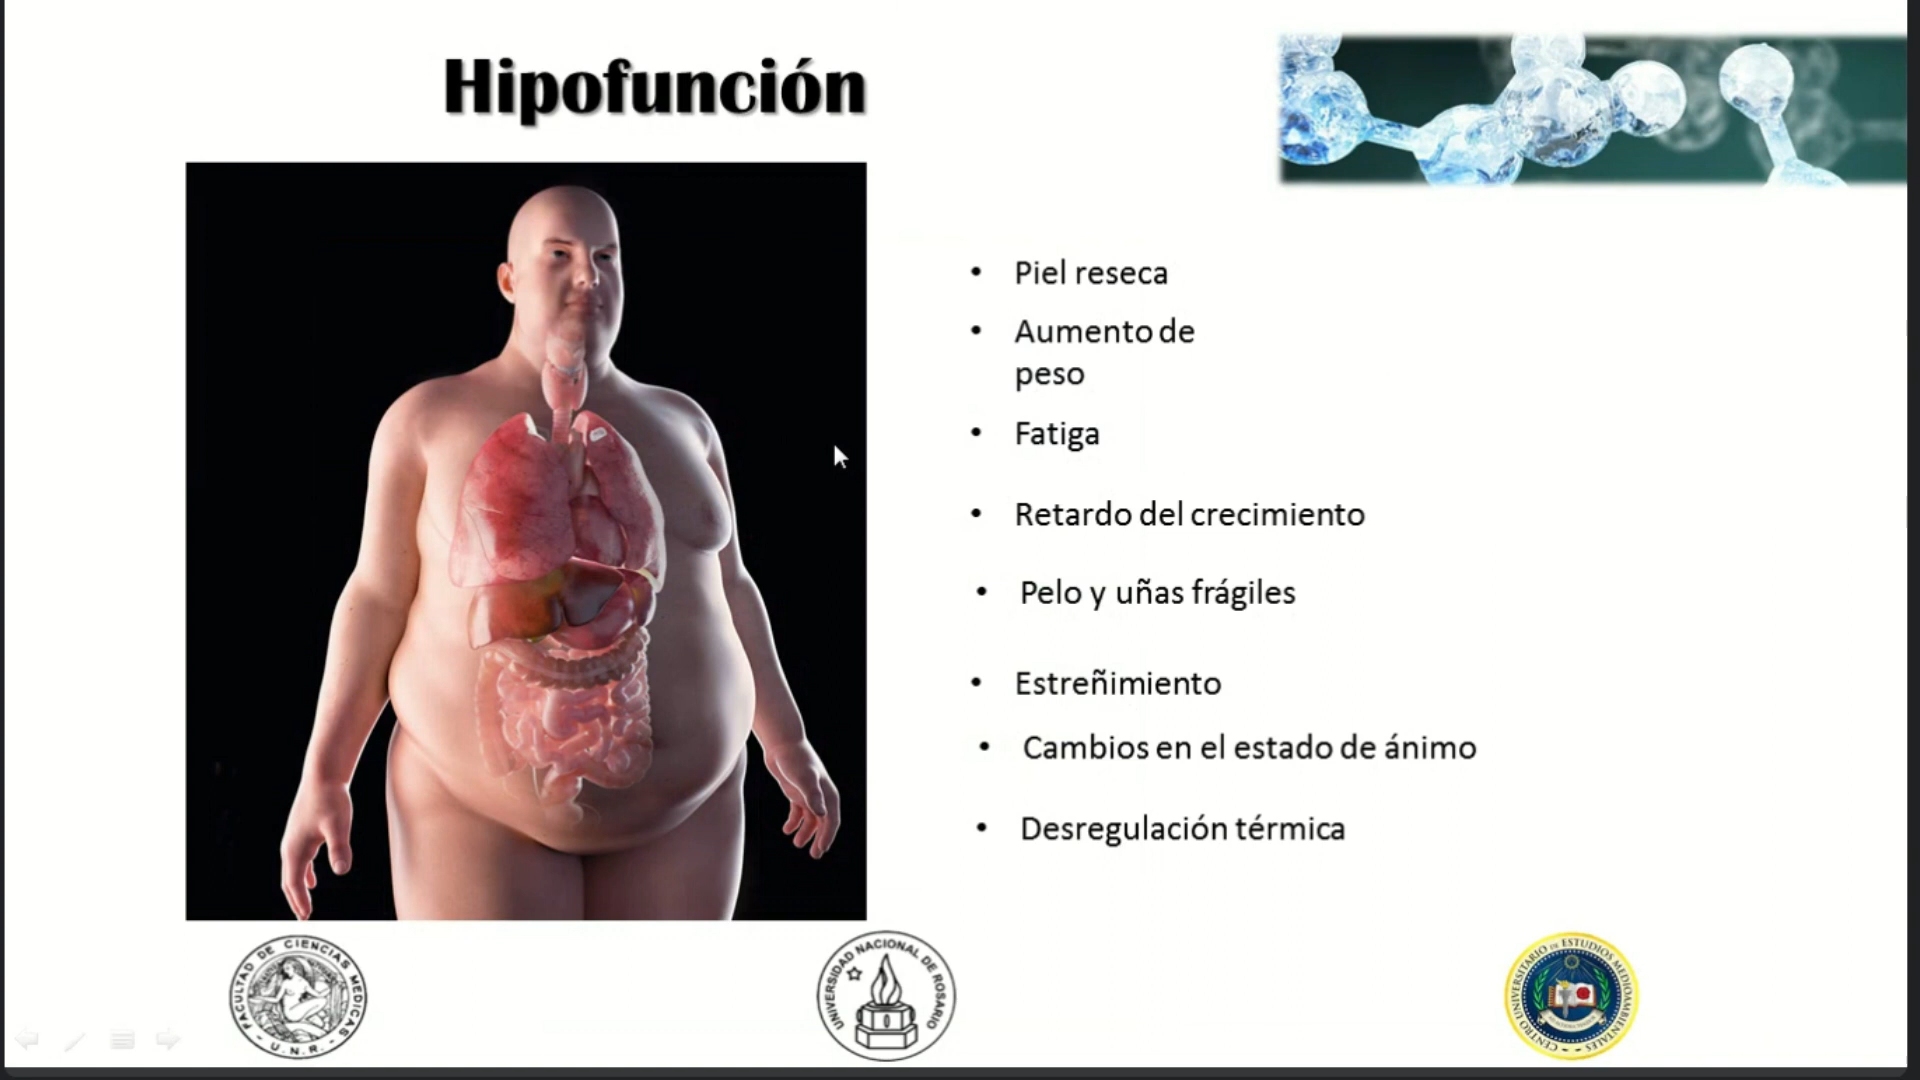 Hipofunción
• Piel reseca
• Aumento de
peso
• Fatiga
• Retardo del crecimiento
• Pelo y uñas frágiles
• Estreñimiento
• Cambios en el estado de ánimo
• Desregulación térmica
FACULTAD DE CIENCIAS MEDICAS
- U.N.R. -
UNIVERSIDAD NACIONAL DE ROSARIO
CENTRO UNIVERSITARIO DE ESTUDIOS MEDIOAMBIENTALES